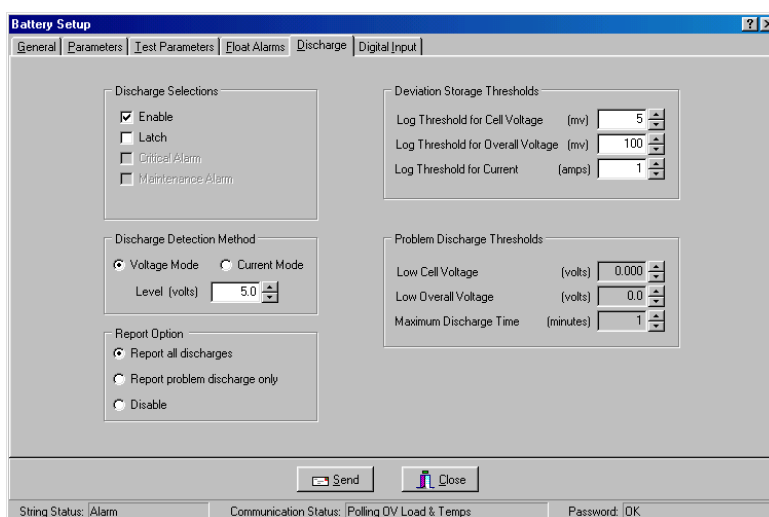 Battery Setup
General Parameters Test Parameters Float Alarms Discharge Digital Input
Discharge Selections
Enable
Latch
Critical Alarm
Maintenance Alarm
Discharge Detection Method
Voltage Mode Current Mode
Level (volts) 5.0
Report Option
Report all discharges
Report problem discharge only
Disable
Deviation Storage Thresholds
Log Threshold for Cell Voltage (mv) 5
Log Threshold for Overall Voltage (mv) 100
Log Threshold for Current (amps) 1
Problem Discharge Thresholds
Low Cell Voltage (volts) 0.000
Low Overall Voltage (volts) 0.0
Maximum Discharge Time (minutes) 1
Send Close
String Status: Alarm Communication Status: Polling OV Load & Temps Password: OK